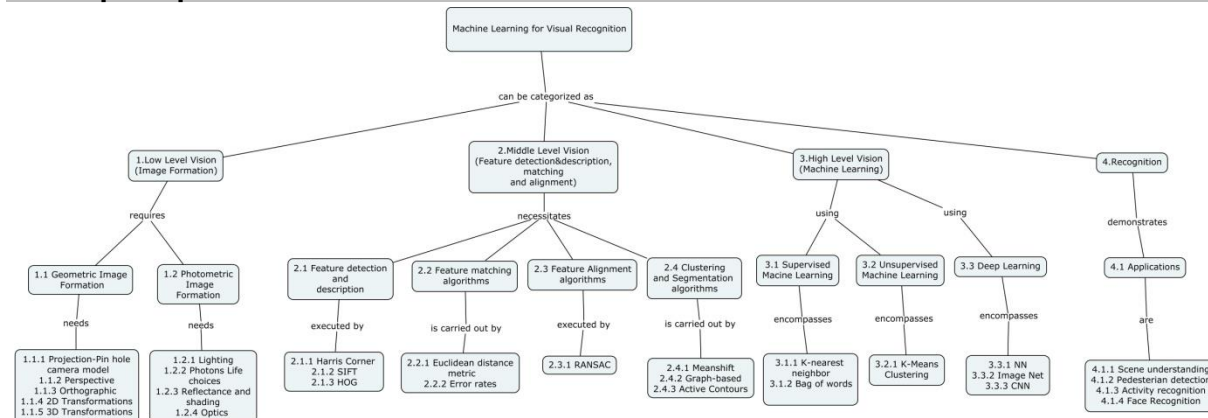 Machine Learning for Visual Recognition
can be categorized as
1.Low Level Vision
(Image Formation)
2.Middle Level Vision
(Feature detection&description,
matching
and alignment)
3.High Level Vision
(Machine Learning)
4.Recognition
requires
necessitates
using
using
demonstrates
1.1 Geometric Image
Formation
1.2 Photometric
Image
Formation
2.1 Feature detection
and
description
2.2 Feature matching
algorithms
2.3 Feature Alignment
algorithms
2.4 Clustering
and Segmentation
algorithms
3.1 Supervised
Macine Learning
3.2 Unsupervised
Machine Learning
3.3 Deep Learning
4.1 Applications
needs
needs
executed by
is carried out by
executed by
is carried out by
encompasses
encompasses
encompasses
are
1.1.1 Projection-Pin hole
camera model
1.1.2 Perspective
1.1.3 Orthographic
1.1.4 2D Transformations
1.1.5 3D Transformations
1.2.1 Lighting
1.2.2 Photons Life
choices
1.2.3 Reflectance and
shading
1.2.4 Optics
2.1.1 Harris Corner
2.1.2 SIFT
2.1.3 HOG
2.2.1 Euclidean distance
metric
2.2.2 Error rates
2.3.1 RANSAC
2.4.1 Meanshift
2.4.2 Graph-based
2.4.3 Active Contours
3.1.1 K-nearest
neighbor
3.1.2 Bag of words
3.2.1 K-Means
Clustering
3.3.1 NN
3.3.2 Image Net
3.3.3 CNN
4.1.1 Scene understanding
4.1.2 Pedesterian detection
4.1.3 Activity recognition
4.1.4 Face Recognition